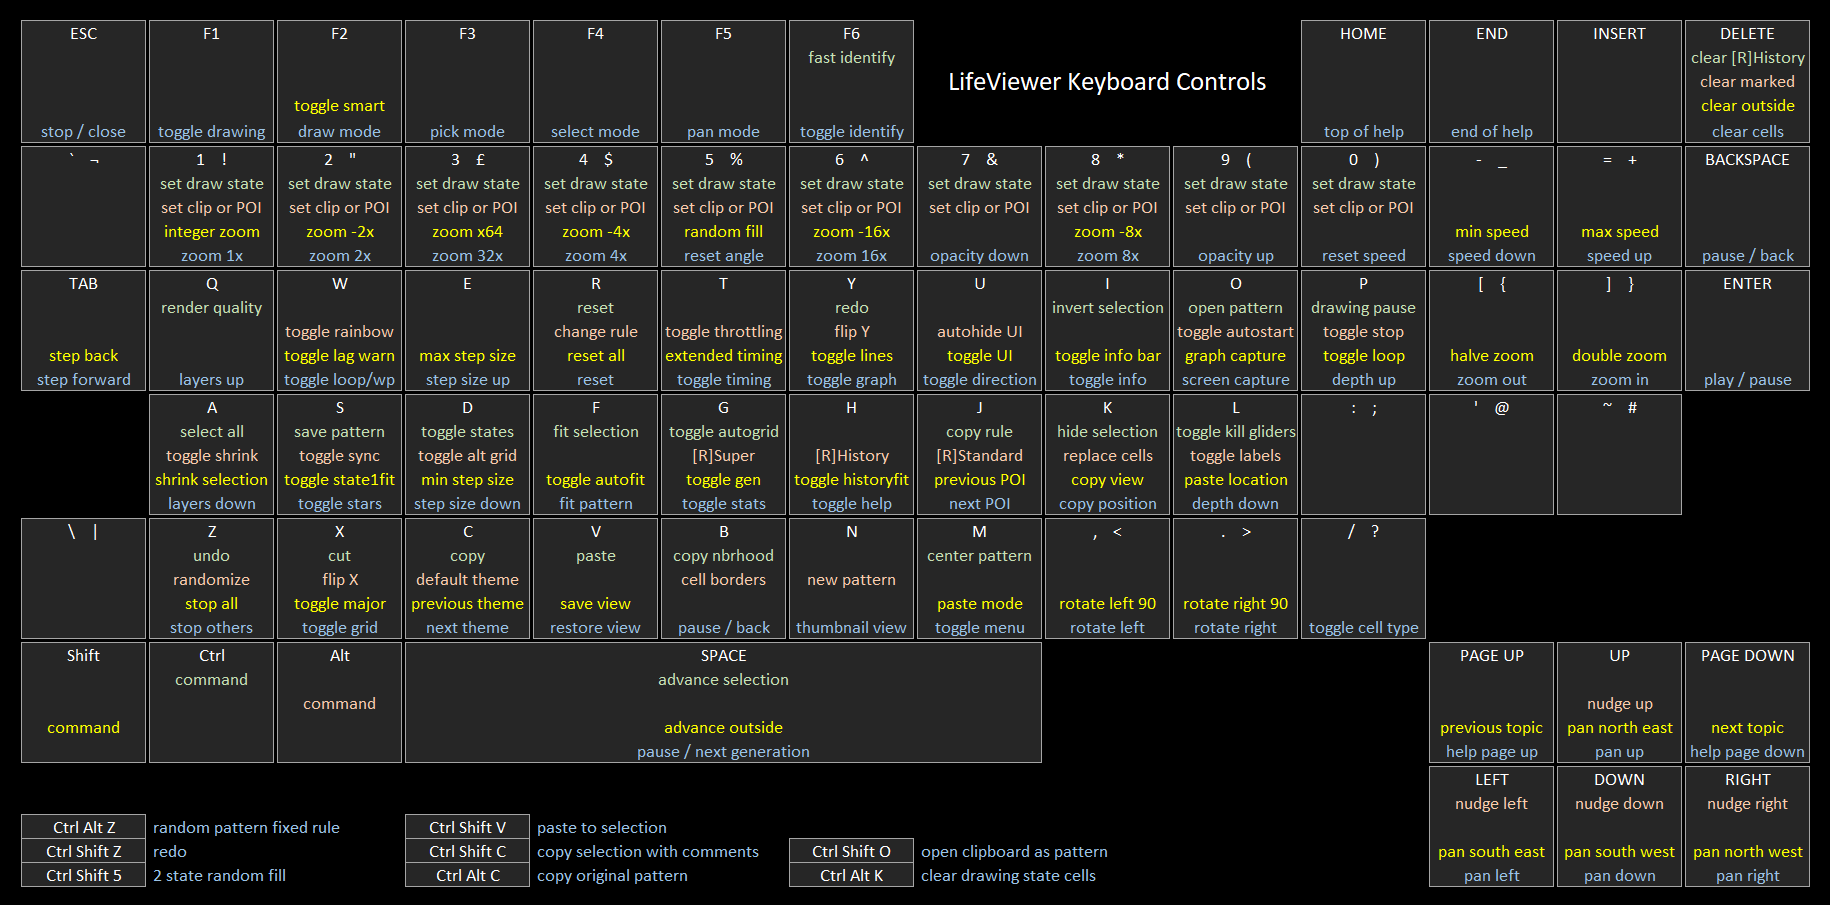 LifeViewer Keyboard Controls
ESC
stop / close
F1
toggle drawing
F2
toggle smart
draw mode
F3
pick mode
F4
select mode
F5
pan mode
F6
fast identify
toggle identify
HOME
top of help
END
end of help
INSERT
DELETE
clear [R]History
clear marked
clear outside
clear cells
` ¬
1 !
set draw state
set clip or POI
integer zoom
zoom 1x
2 "
set draw state
set clip or POI
zoom -2x
zoom 2x
3 £
set draw state
set clip or POI
zoom x64
zoom 32x
4 $
set draw state
set clip or POI
zoom -4x
zoom 4x
5 %
set draw state
set clip or POI
random fill
reset angle
6 ^
set draw state
set clip or POI
zoom -16x
zoom 16x
7 &
set draw state
set clip or POI
opacity down
8 *
set draw state
set clip or POI
zoom -8x
zoom 8x
9 (
set draw state
set clip or POI
opacity up
0 )
set draw state
set clip or POI
reset speed
- _
min speed
speed down
= +
max speed
speed up
BACKSPACE
pause / back
TAB
step back
step forward
Q
render quality
layers up
W
toggle rainbow
toggle lag warn
toggle loop/wp
E
max step size
step size up
R
reset
change rule
reset all
reset
T
toggle throttling
extended timing
toggle timing
Y
redo
flip Y
toggle lines
toggle graph
U
autohide UI
toggle UI
toggle direction
I
invert selection
toggle info bar
toggle info
O
open pattern
toggle autostart
graph capture
screen capture
P
drawing pause
toggle stop
toggle loop
depth up
[ {
halve zoom
zoom out
] }
double zoom
zoom in
ENTER
play / pause
A
select all
toggle shrink
shrink selection
layers down
S
save pattern
toggle sync
toggle state1fit
toggle stars
D
toggle states
toggle alt grid
min step size
step size down
F
fit selection
toggle autofit
fit pattern
G
toggle autogrid
[R]Super
toggle gen
toggle stats
H
[R]History
toggle historyfit
toggle help
J
copy rule
[R]Standard
previous POI
next POI
K
hide selection
replace cells
copy view
copy position
L
toggle kill gliders
toggle labels
paste location
depth down
: ;
' @
~ #
\ |
Z
undo
randomize
stop all
stop others
X
cut
flip X
toggle major
toggle grid
C
copy
default theme
previous theme
next theme
V
paste
save view
restore view
B
copy nbrhood
cell borders
pause / back
N
new pattern
thumbnail view
M
center pattern
paste mode
toggle menu
, <
rotate left 90
rotate left
. >
rotate right 90
rotate right
/ ?
toggle cell type
Shift
command
Ctrl
command
Alt
command
SPACE
advance selection
advance outside
pause / next generation
PAGE UP
previous topic
help page up
UP
nudge up
pan north east
pan up
PAGE DOWN
next topic
help page down
LEFT
nudge left
pan south east
pan left
DOWN
nudge down
pan south west
pan down
RIGHT
nudge right
pan north west
pan right
Ctrl Alt Z random pattern fixed rule
Ctrl Shift Z redo
Ctrl Shift 5 2 state random fill
Ctrl Shift V paste to selection
Ctrl Shift C copy selection with comments
Ctrl Alt C copy original pattern
Ctrl Shift O open clipboard as pattern
Ctrl Alt K clear drawing state cells